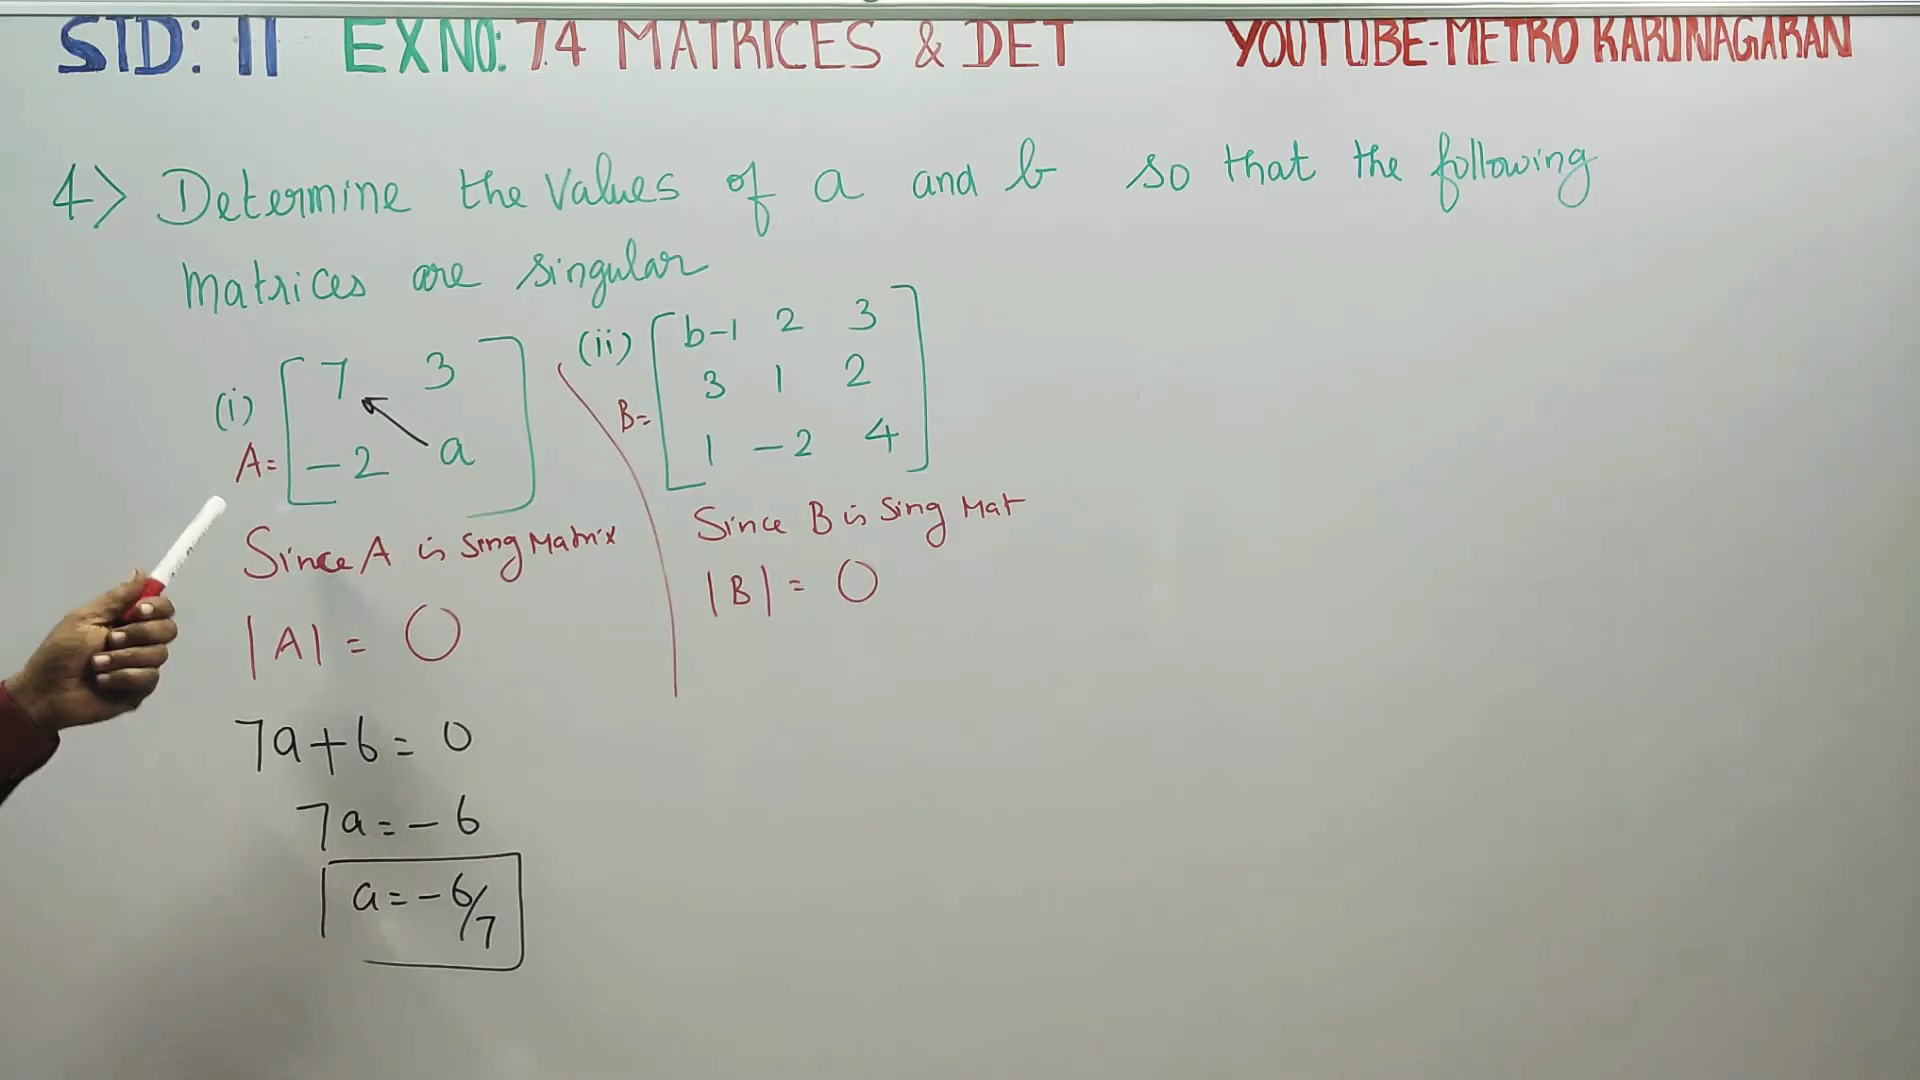 STD: 11 EX NO: 7.4 MATRICES & DET YOUTUBE-METRO KARUNAGARAN
4) Determine the values of a and b so that the following
matrices are singular
(i) A= [ 7 3
-2 a ]
Since A is sing Matrix
|A| = 0
7a+6=0
7a=-6
a=-6/7
(ii) B= [ b-1 2 3
3 1 2
1 -2 4 ]
Since B is sing Mat
|B| = 0